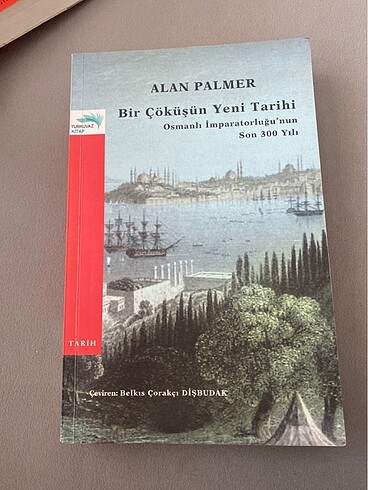 ALAN PALMER
Bir Çöküşün Yeni Tarihi
Osmanlı İmparatorluğu'nun
Son 300 Yılı
TURKUVAZ
KİTAP
TARİH
Çeviren: Belkıs Çorakçı DİŞBUDAK